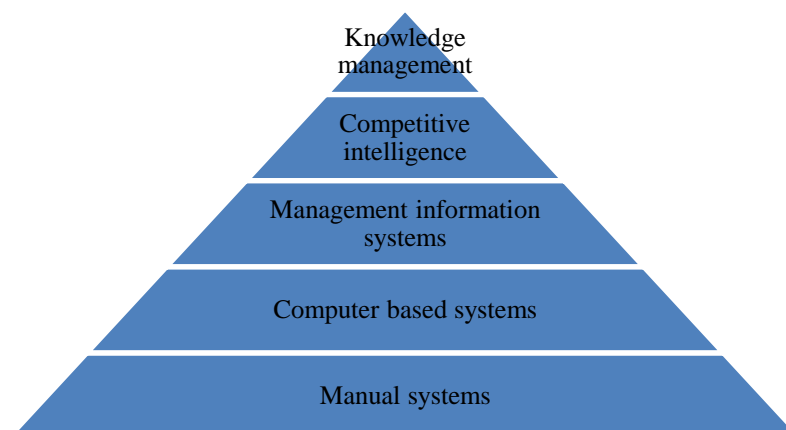 Knowledge
management
Competitive
intelligence
Management information
systems
Computer based systems
Manual systems